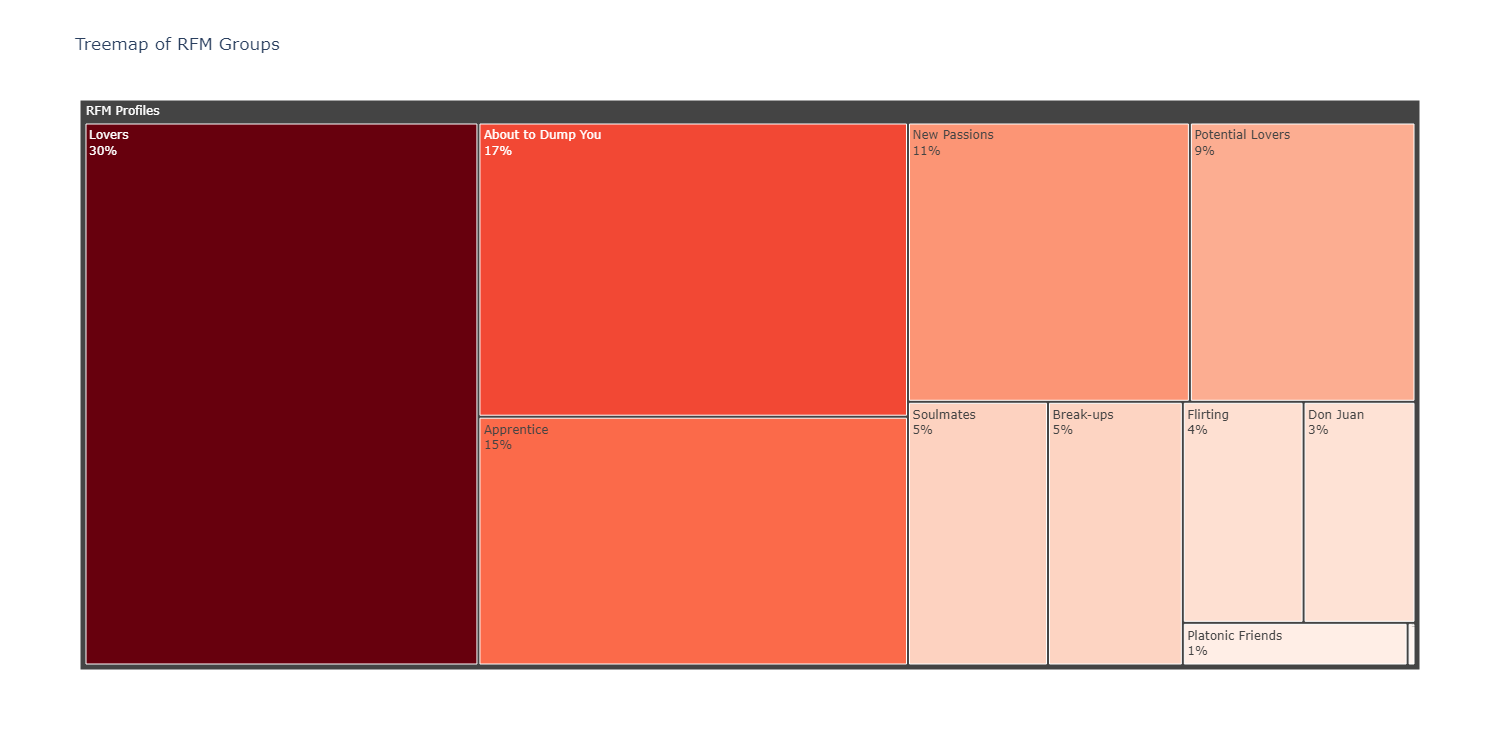 Treemap of RFM Groups
RFM Profiles
Lovers
30%
About to Dump You
17%
Apprentice
15%
New Passions
11%
Potential Lovers
9%
Soulmates
5%
Break-ups
5%
Flirting
4%
Don Juan
3%
Platonic Friends
1%